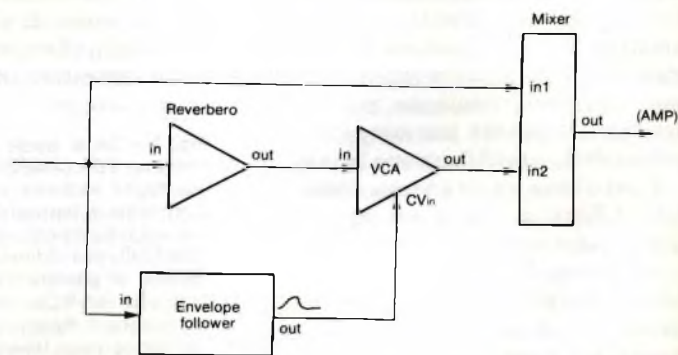 Mixer
in1
(AMP)
Reverbero
out
in
out
in
VCA
out
in2
CVin
in
Envelope
follower
out